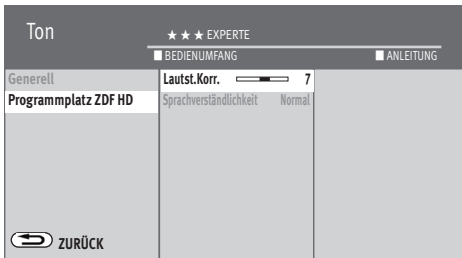 Ton
★ ★ ★ EXPERTE
BEDIENUMFANG ANLEITUNG
Generell Lautst.Korr. 7
Programmplatz ZDF HD Sprachverständlichkeit Normal
ZURÜCK